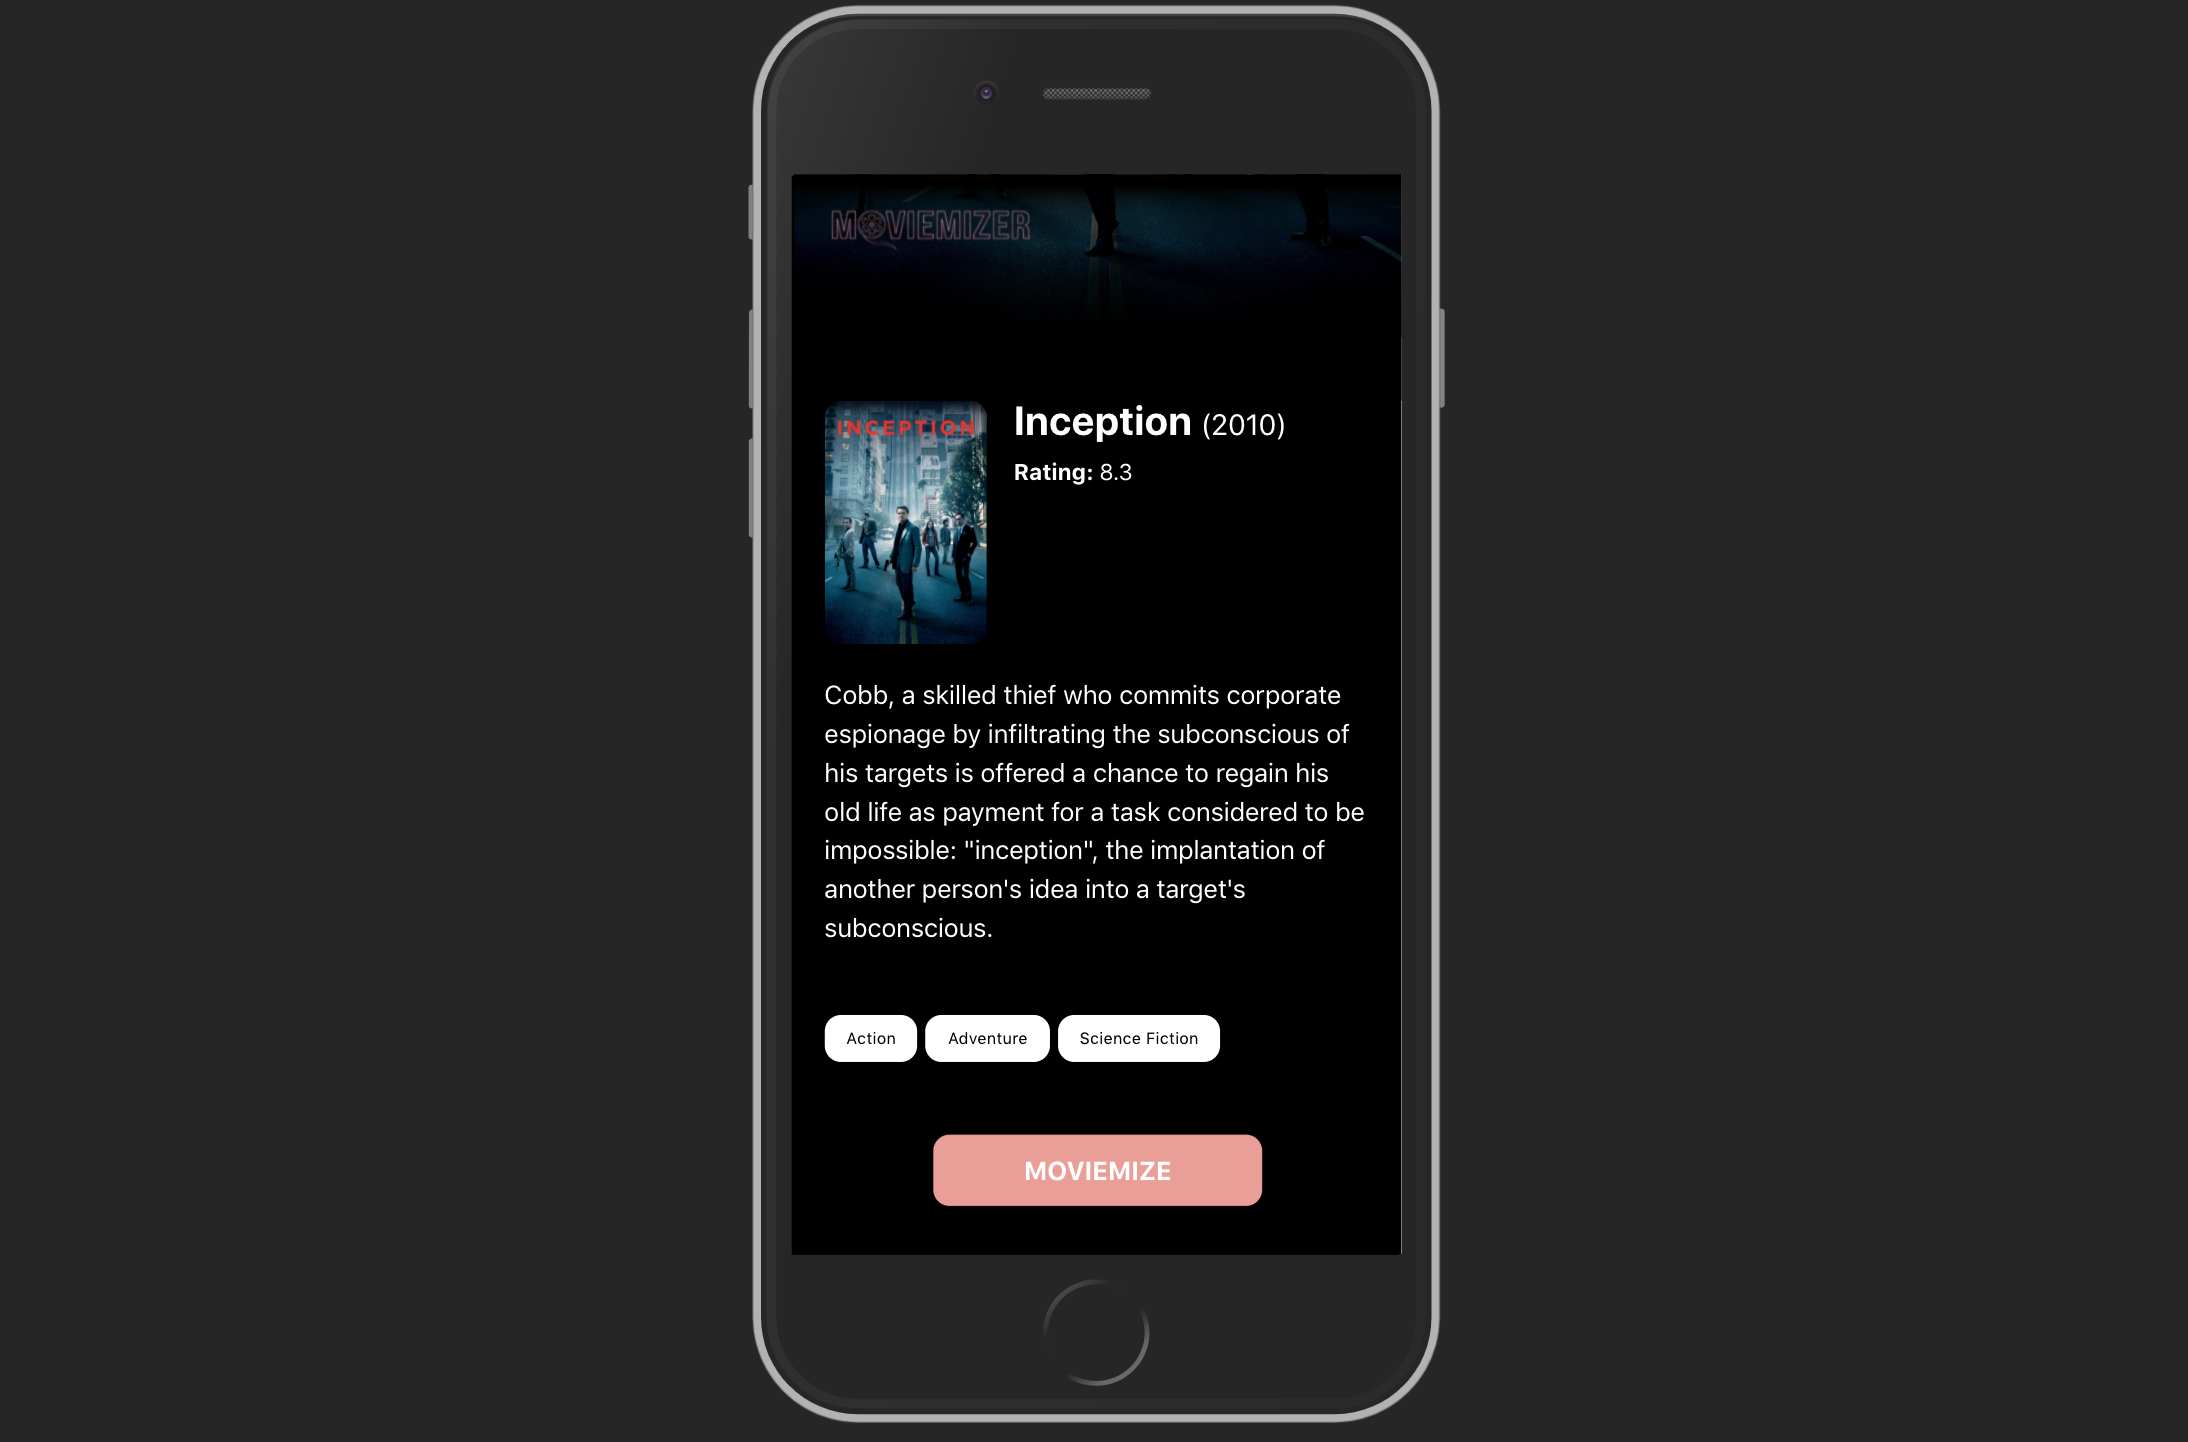 MOVIEMIZER
INCEPTION
Inception (2010)
Rating: 8.3
Cobb, a skilled thief who commits corporate
espionage by infiltrating the subconscious of
his targets is offered a chance to regain his
old life as payment for a task considered to be
impossible: "inception", the implantation of
another person's idea into a target's
subconscious.
Action Adventure Science Fiction
MOVIEMIZE